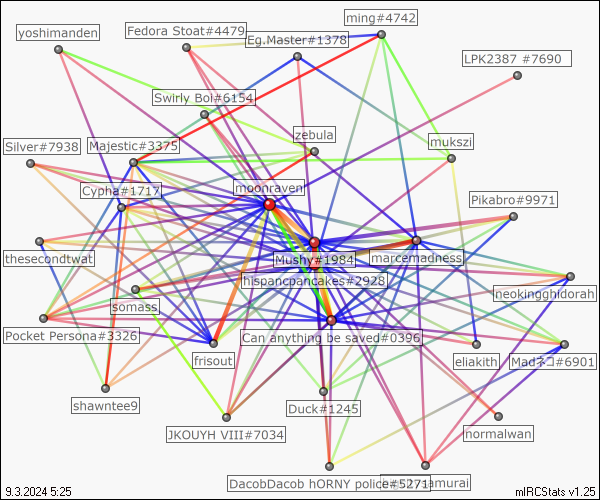 ming#4742
yoshimanden
Fedora Stoat#4479
Eg.Master#1378
LPK2387 #7690
Swirly Boi#6154
zebula
mukszi
Silver#7938
Majestic#3375
Cypha#1717
moonraven
Pikabro#9971
thesecondtwat
Mushy#1984
marcemadness
hispancpancakes#2928
neokingghidorah
somass
Pocket Persona#3326
Can anything be saved#0396
frisout
eliakith
Madネコ#6901
shawntee9
Duck#1245
JKOUYH VIII#7034
normalwan
DacobDacob hORNY police#5271
amurai
9.3.2024 5:25
mIRCStats v1.25